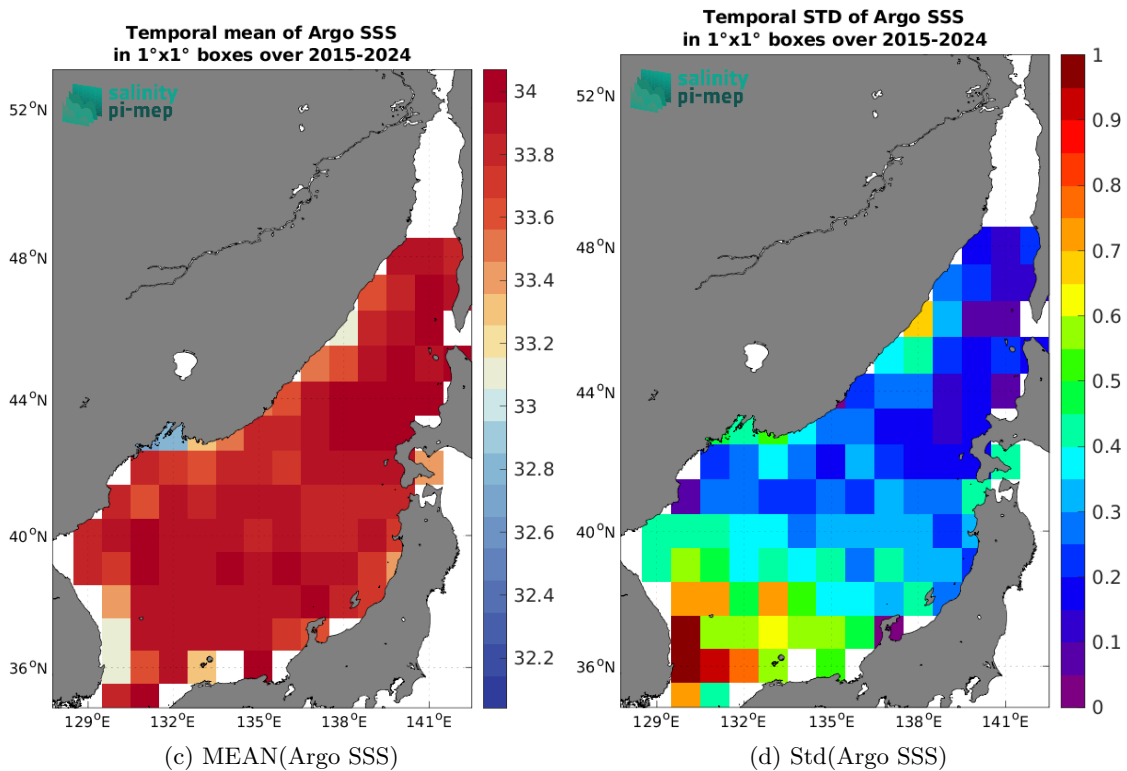 Temporal mean of Argo SSS
in 1°x1° boxes over 2015-2024
salinity
pi-mep
52°N
48°N
44°N
40°N
36°N
129°E
132°E
135°E
138°E
141°E
34
33.8
33.6
33.4
33.2
33
32.8
32.6
32.4
32.2
(c) MEAN(Argo SSS)
Temporal STD of Argo SSS
in 1°x1° boxes over 2015-2024
salinity
pi-mep
52°N
48°N
44°N
40°N
36°N
129°E
132°E
135°E
138°E
141°E
1
0.9
0.8
0.7
0.6
0.5
0.4
0.3
0.2
0.1
0
(d) Std(Argo SSS)